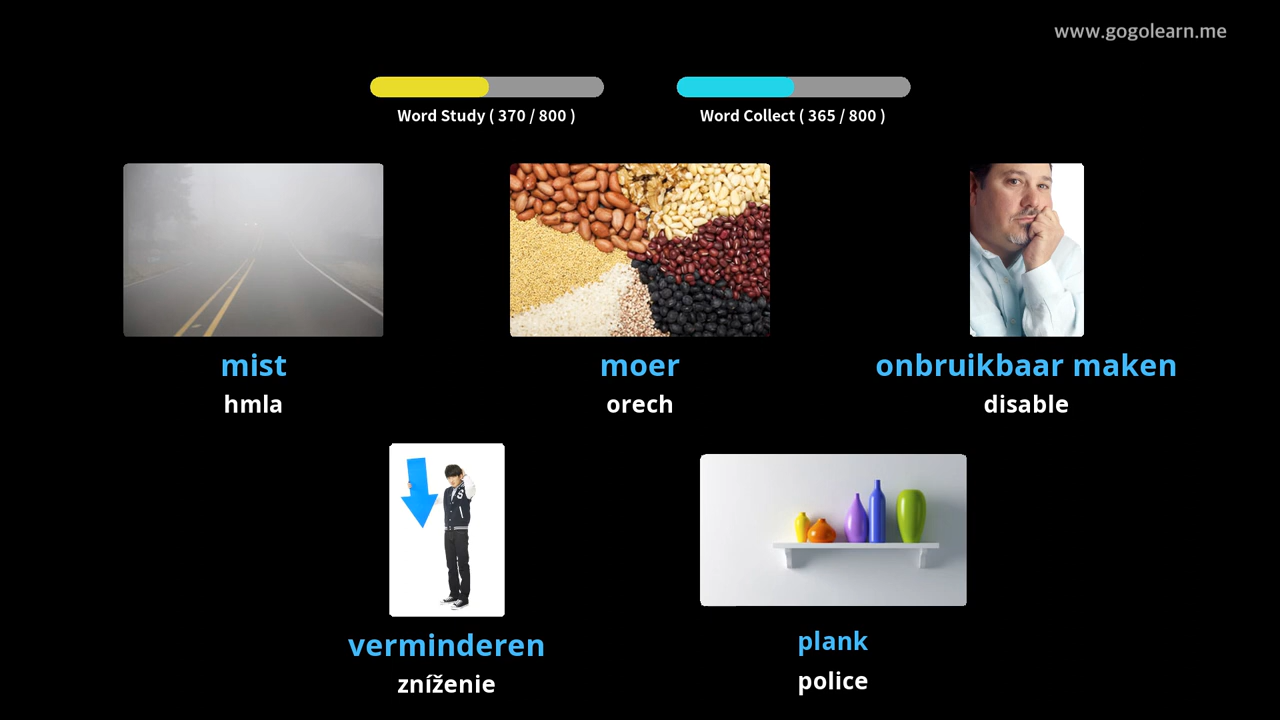 www.gogolearn.me
Word Study ( 370 / 800 )
Word Collect ( 365 / 800 )
mist
hmla
moer
orech
onbruikbaar maken
disable
verminderen
zníženie
plank
police